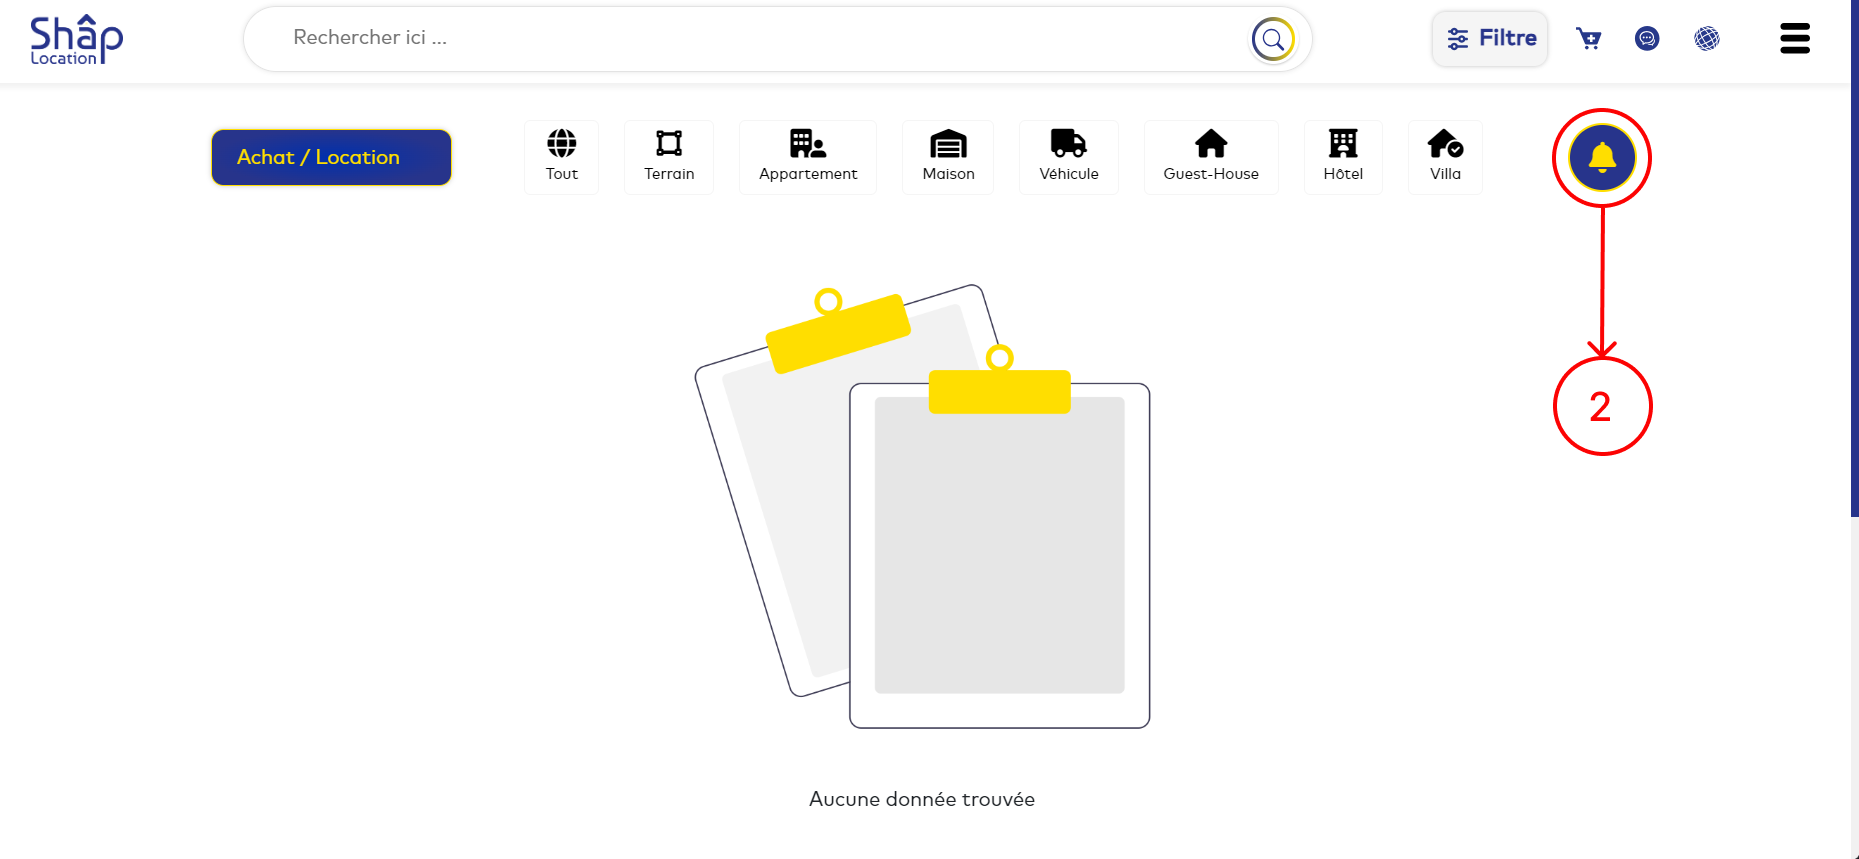 Shâp
Location
Rechercher ici ...
Filtre
Achat / Location
Tout
Terrain
Appartement
Maison
Véhicule
Guest-House
Hôtel
Villa
2
Aucune donnée trouvée